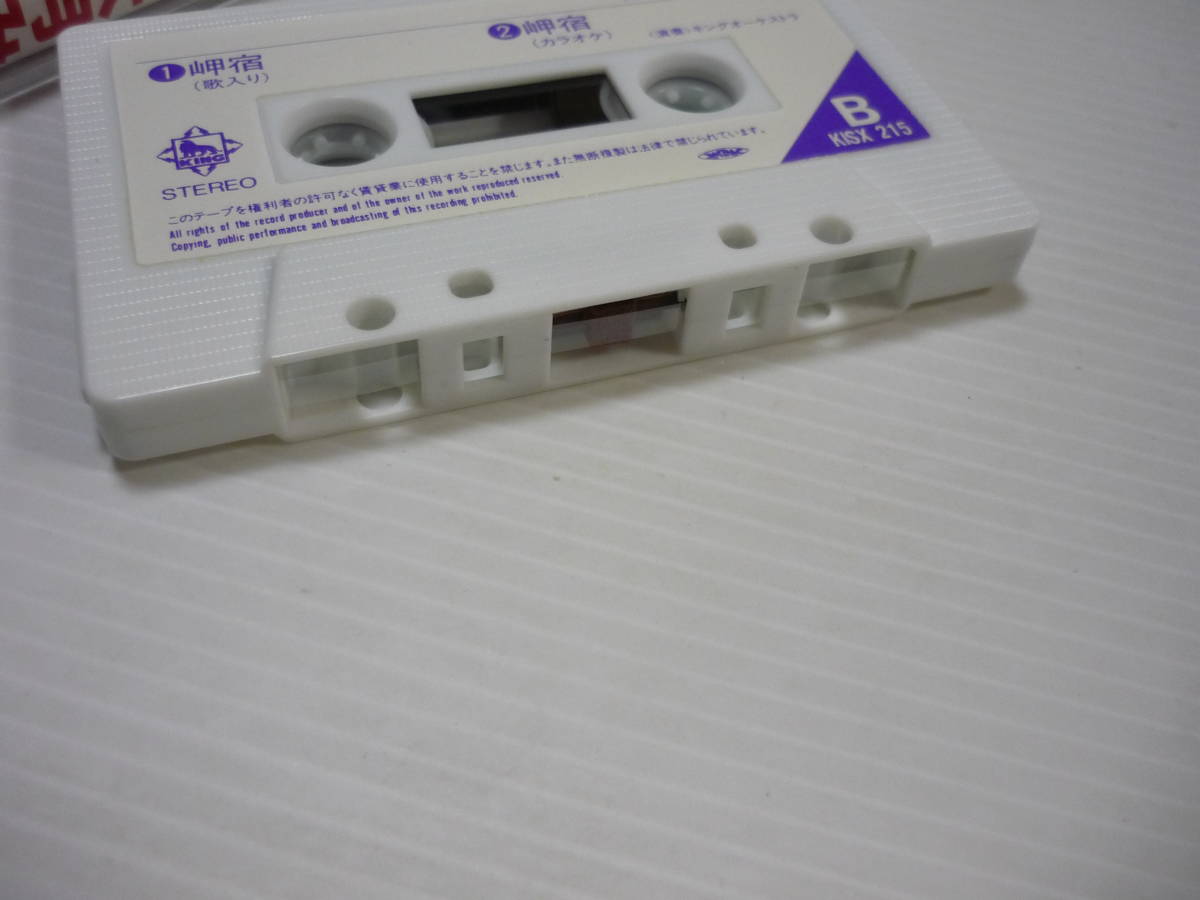 1 岬宿
(歌入り)
2 岬宿
(カラオケ) (演奏)キングオーケストラ
KING
STEREO
B
KISX 215
このテープを権利者の許可なく賃貸業に使用することを禁じます。また無断複製は法律で禁じられています。
All rights of the record producer and of the owner of the work reproduced reserved.
Copying, public performance and broadcasting of this recording prohibited.